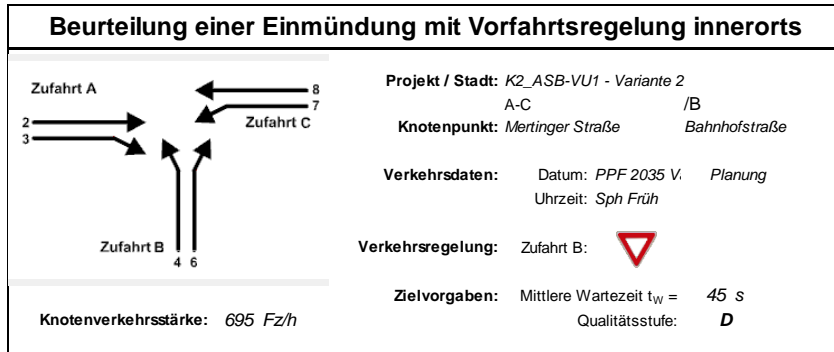 Beurteilung einer Einmündung mit Vorfahrtsregelung innerorts
Zufahrt A
8
7
Zufahrt C
2
3
Zufahrt B
4 6
Knotenverkehrsstärke: 695 Fz/h
Projekt / Stadt: K2_ASB-VU1 - Variante 2
A-C /B
Knotenpunkt: Mertinger Straße Bahnhofstraße
Verkehrsdaten: Datum: PPF 2035 Planung
Uhrzeit: Sph Früh
Verkehrsregelung: Zufahrt B:
Zielvorgaben: Mittlere Wartezeit tW = 45 s
Qualitätsstufe: D